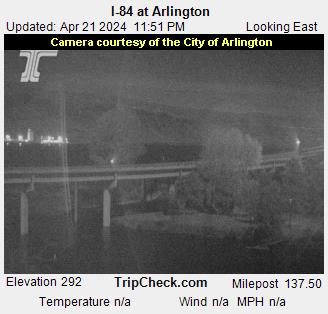 I-84 at Arlington
Updated: Apr 21 2024 11:51 PM Looking East
Camera courtesy of the City of Arlington
Elevation 292 TripCheck.com Milepost 137.50
Temperature n/a Wind n/a MPH n/a